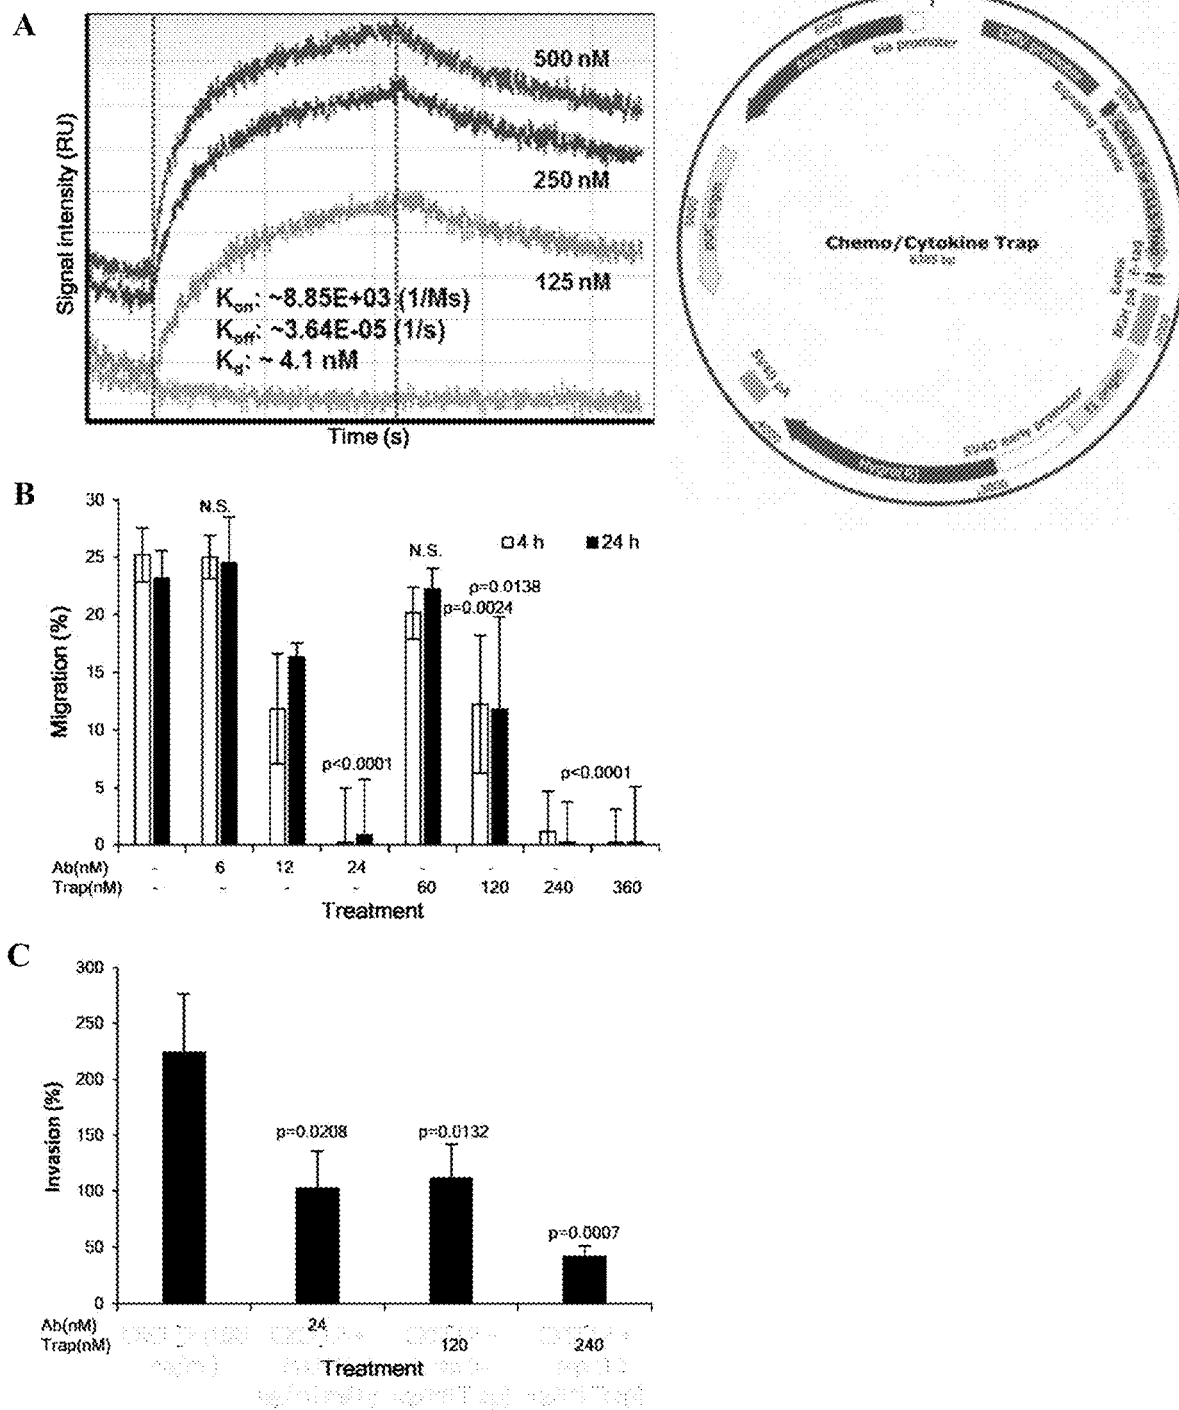 A
Signal Intensity (RU)
500 nM
250 nM
125 nM
Kon: ~8.85E+03 (1/Ms)
Koff: ~3.64E-05 (1/s)
Kd: ~ 4.1 nM
Time (s)
bla promoter
Chemo/Cytokine Trap
SV40 early promoter
B
Migration (%)
30
25
20
15
10
5
0
4 h
24 h
N.S.
N.S.
p=0.0138
p=0.0024
p<0.0001
p<0.0001
Ab(nM) - 6 12 24 - - -
Trap(nM) - - - - 60 120 240 360
Treatment
C
Invasion (%)
300
250
200
150
100
50
0
p=0.0208
p=0.0132
p=0.0007
Ab(nM) 24
Trap(nM) - - 120 240
Treatment